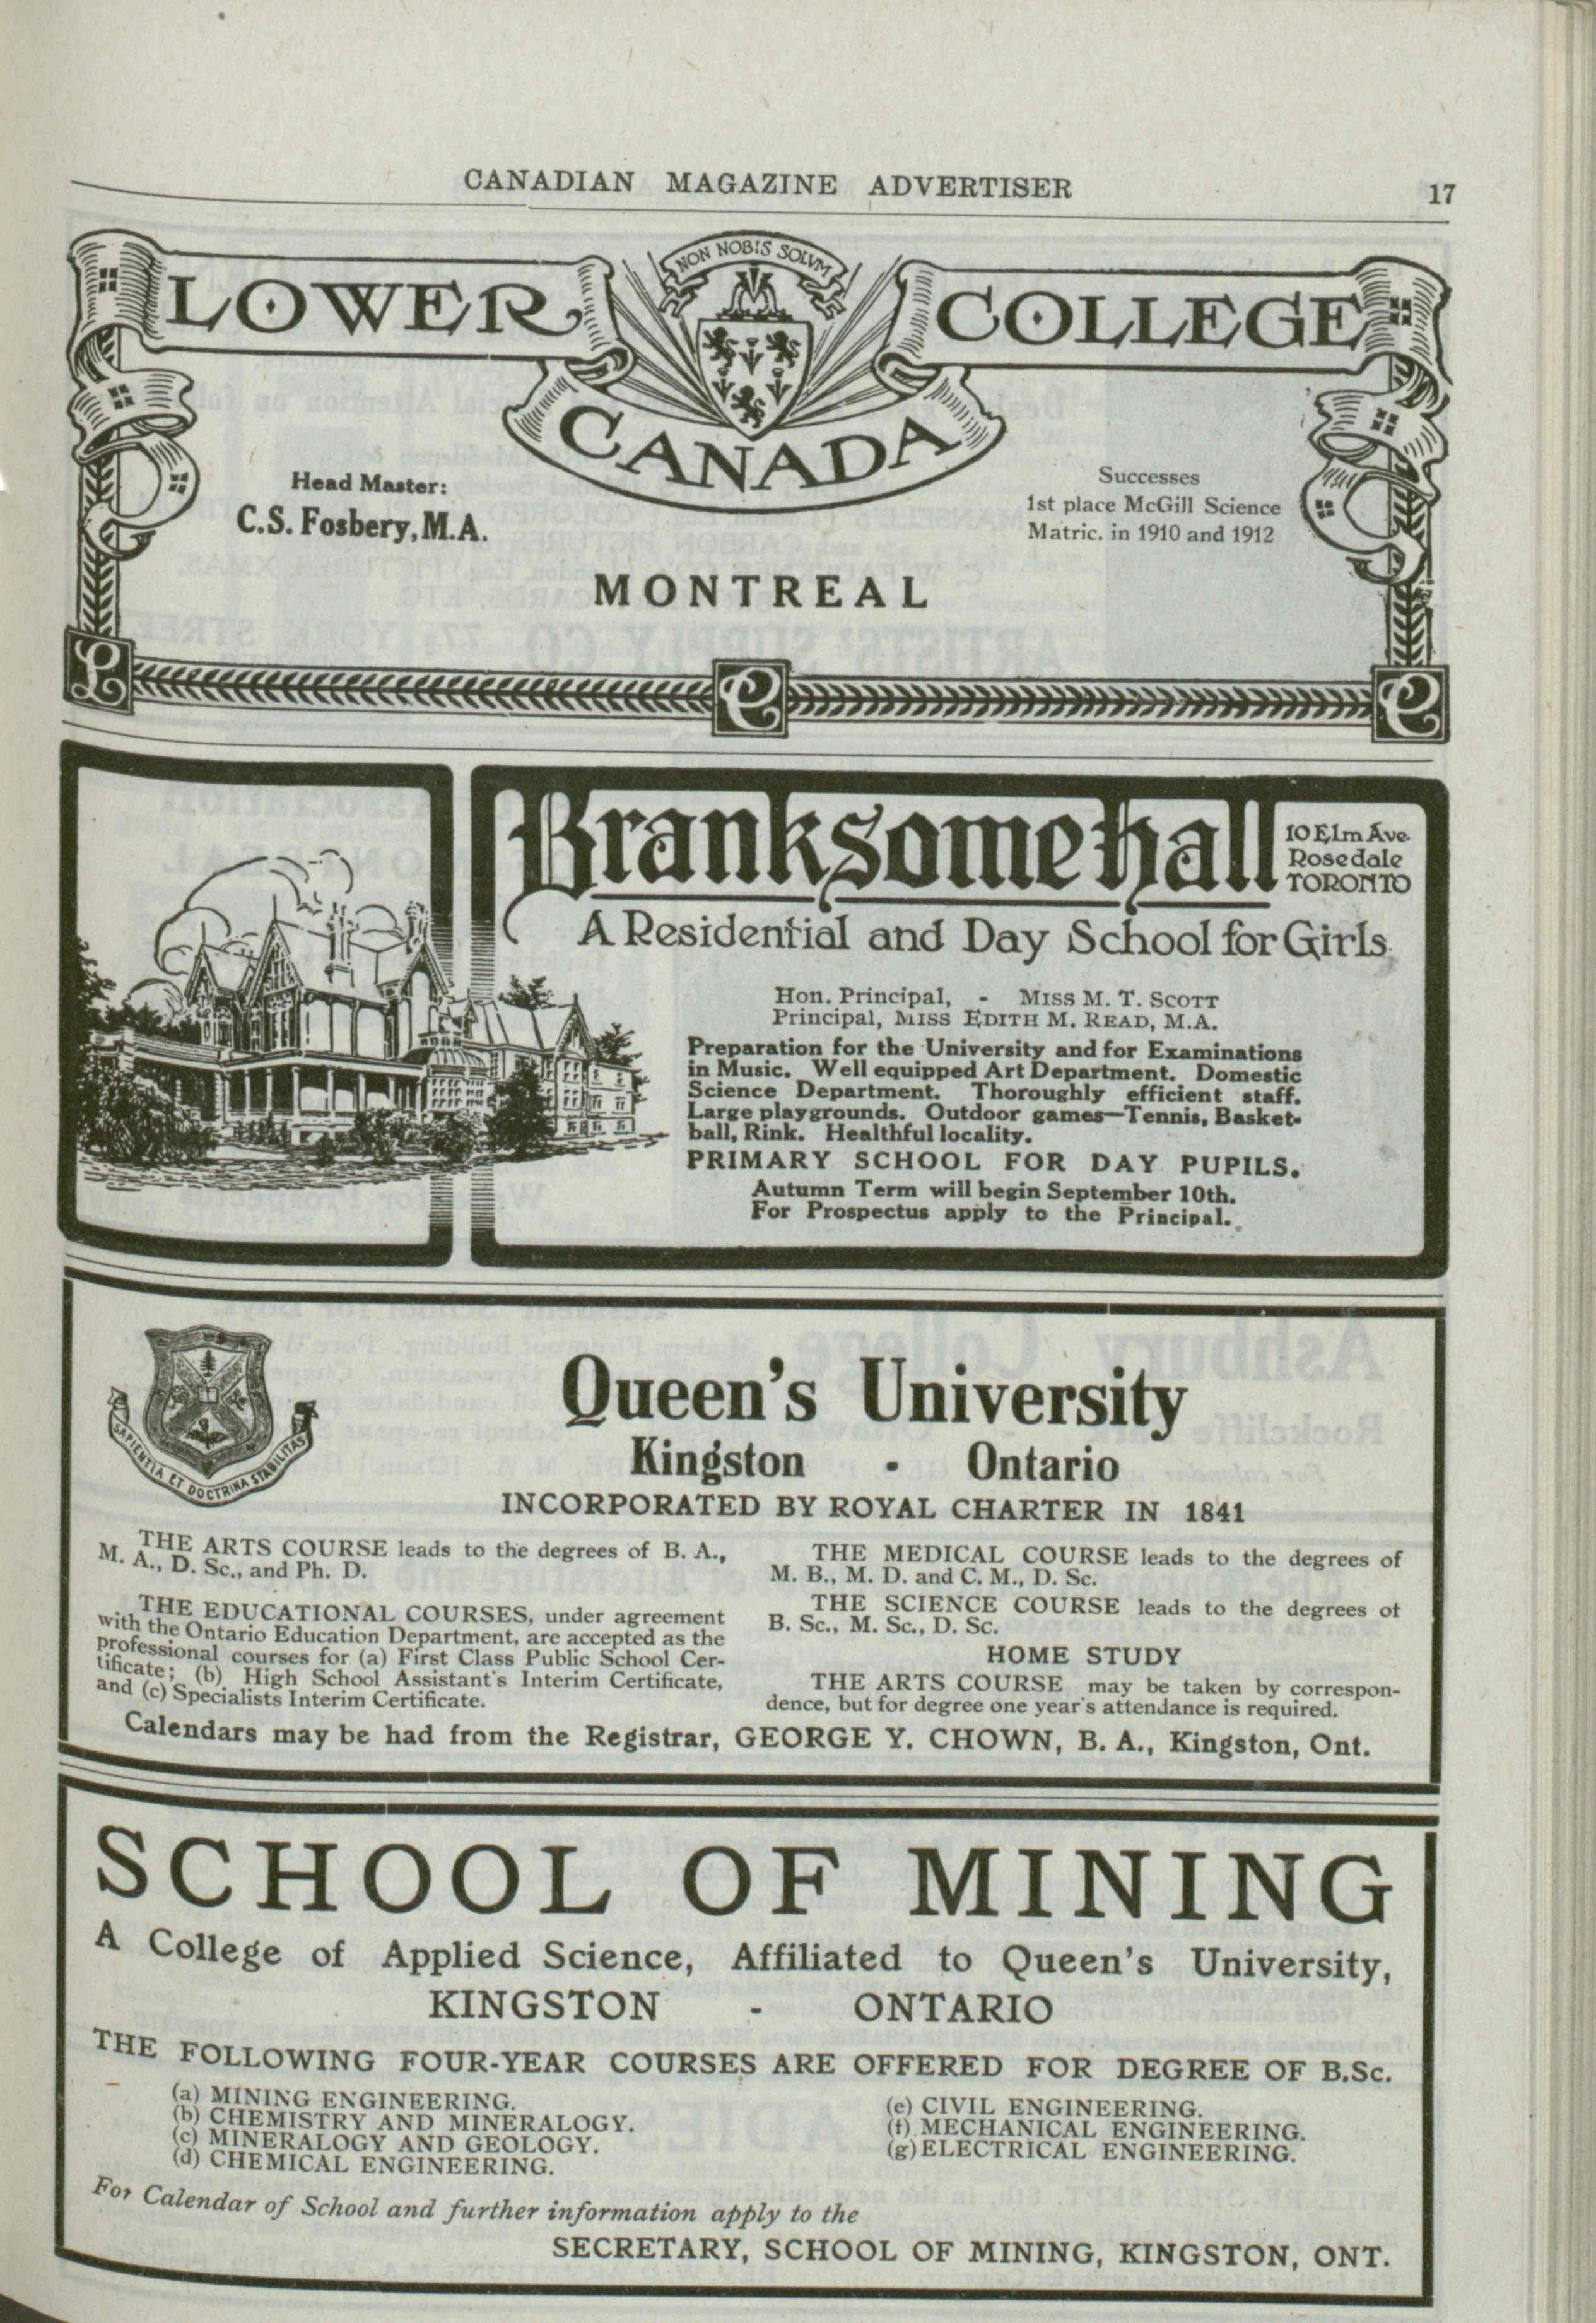 CANADIAN MAGAZINE ADVERTISER 17
NON NOBIS SOLVM
LOWER
CANADA
COLLEGE
Head Master:
C.S. Fosbery, M.A.
Successes
1st place McGill Science
Matric. in 1910 and 1912
MONTREAL
L C C
Branksome Hall
10 Elm Ave.
Rosedale
TORONTO
A Residential and Day School for Girls
Hon. Principal, - MISS M. T. SCOTT
Principal, MISS EDITH M. READ, M.A.
Preparation for the University and for Examinations
in Music. Well equipped Art Department. Domestic
Science Department. Thoroughly efficient staff.
Large playgrounds. Outdoor games—Tennis, Basket-
ball, Rink. Healthful locality.
PRIMARY SCHOOL FOR DAY PUPILS.
Autumn Term will begin September 10th.
For Prospectus apply to the Principal.
SAPIENTIA ET DOCTRINA STABILITAS
Queen's University
Kingston - Ontario
INCORPORATED BY ROYAL CHARTER IN 1841
THE ARTS COURSE leads to the degrees of B. A.,
M. A., D. Sc., and Ph. D.
THE EDUCATIONAL COURSES, under agreement
with the Ontario Education Department, are accepted as the
professional courses for (a) First Class Public School Cer-
tificate; (b) High School Assistant's Interim Certificate,
and (c) Specialists Interim Certificate.
THE MEDICAL COURSE leads to the degrees of
M. B., M. D. and C. M., D. Sc.
THE SCIENCE COURSE leads to the degrees of
B. Sc., M. Sc., D. Sc.
HOME STUDY
THE ARTS COURSE may be taken by correspon-
dence, but for degree one year's attendance is required.
Calendars may be had from the Registrar, GEORGE Y. CHOWN, B. A., Kingston, Ont.
SCHOOL OF MINING
A College of Applied Science, Affiliated to Queen's University,
KINGSTON - ONTARIO
THE FOLLOWING FOUR-YEAR COURSES ARE OFFERED FOR DEGREE OF B.Sc.
(a) MINING ENGINEERING.
(b) CHEMISTRY AND MINERALOGY.
(c) MINERALOGY AND GEOLOGY.
(d) CHEMICAL ENGINEERING.
(e) CIVIL ENGINEERING.
(f) MECHANICAL ENGINEERING.
(g) ELECTRICAL ENGINEERING.
For Calendar of School and further information apply to the
SECRETARY, SCHOOL OF MINING, KINGSTON, ONT.